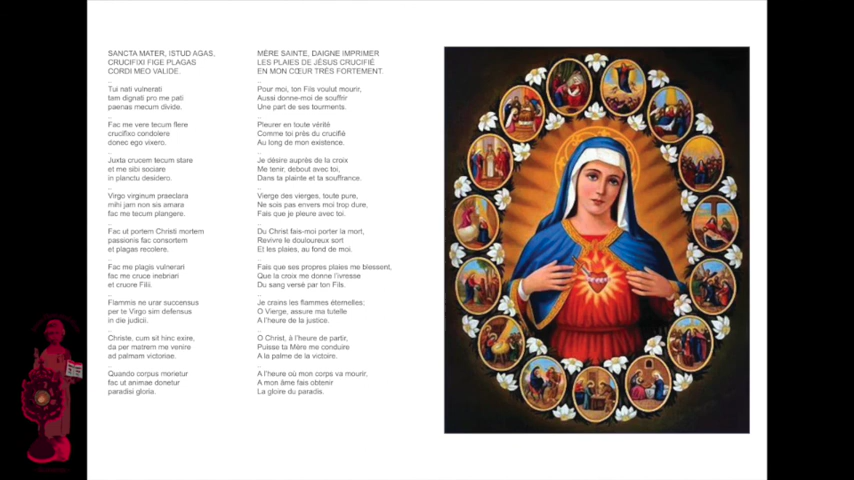 SANCTA MATER, ISTUD AGAS,
CRUCIFIXI FIGE PLAGAS
CORDI MEO VALIDE.
..
Tui nati vulnerati
tam dignati pro me pati
paenas mecum divide.
..
Fac me vere tecum flere
crucifixo condolere
donec ego vixero.
..
Juxta crucem tecum stare
et me sibi sociare
in planctu desidero.
..
Virgo virginum praeclara
mihi jam non sis amara
fac me tecum plangere.
..
Fac ut portem Christi mortem
passionis fac consortem
et plagas recolere.
..
Fac me plagis vulnerari
fac me cruce inebriari
et cruore Filii.
..
Flammis ne urar succensus
per te Virgo sim defensus
in die judicii.
..
Christe, cum sit hinc exire,
da per matrem me venire
ad palmam victoriae.
..
Quando corpus morietur
fac ut animae donetur
paradisi gloria.
MÈRE SAINTE, DAIGNE IMPRIMER
LES PLAIES DE JÉSUS CRUCIFIÉ
EN MON CŒUR TRÈS FORTEMENT.
..
Pour moi, ton Fils voulut mourir,
Aussi donne-moi de souffrir
Une part de ses tourments.
..
Pleurer en toute vérité
Comme toi près du crucifié
Au long de mon existence.
..
Je désire auprès de la croix
Me tenir, debout avec toi,
Dans ta plainte et ta souffrance.
..
Vierge des vierges, toute pure,
Ne sois pas envers moi trop dure,
Fais que je pleure avec toi.
..
Du Christ fais-moi porter la mort,
Revivre le douloureux sort
Et les plaies, au fond de moi.
..
Fais que ses propres plaies me blessent,
Que la croix me donne l'ivresse
Du sang versé par ton Fils.
..
Je crains les flammes éternelles;
O Vierge, assure ma tutelle
A l'heure de la justice.
..
O Christ, à l'heure de partir,
Puisse ta Mère me conduire
A la palme de la victoire.
..
A l'heure où mon corps va mourir,
A mon âme fais obtenir
La gloire du paradis.